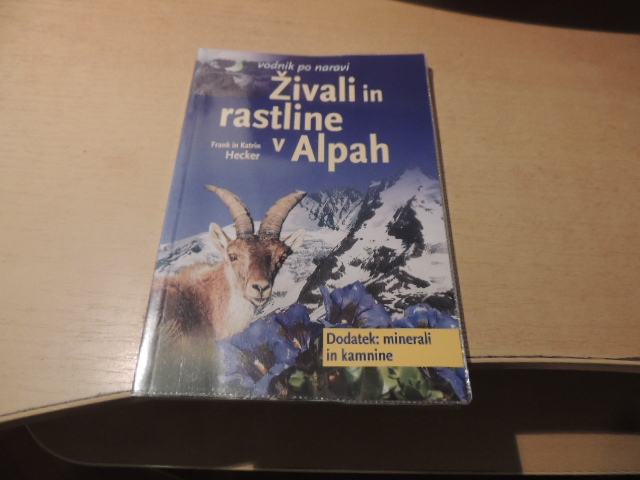 vodnik po naravi
Živali in
rastline
v Alpah
Frank in Katrin
Hecker
Dodatek: minerali
in kamnine